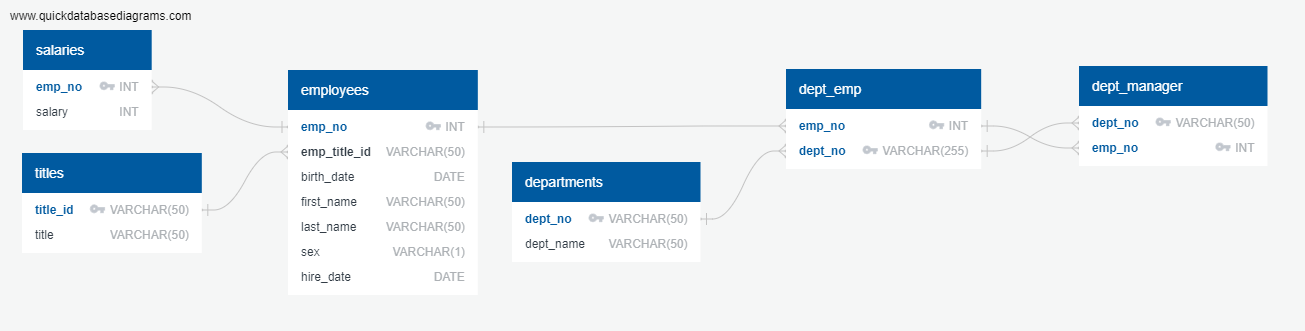 www.quickdatabasediagrams.com
salaries
emp_no INT
salary INT
titles
title_id VARCHAR(50)
title VARCHAR(50)
employees
emp_no INT
emp_title_id VARCHAR(50)
birth_date DATE
first_name VARCHAR(50)
last_name VARCHAR(50)
sex VARCHAR(1)
hire_date DATE
departments
dept_no VARCHAR(50)
dept_name VARCHAR(50)
dept_emp
emp_no INT
dept_no VARCHAR(255)
dept_manager
dept_no VARCHAR(50)
emp_no INT